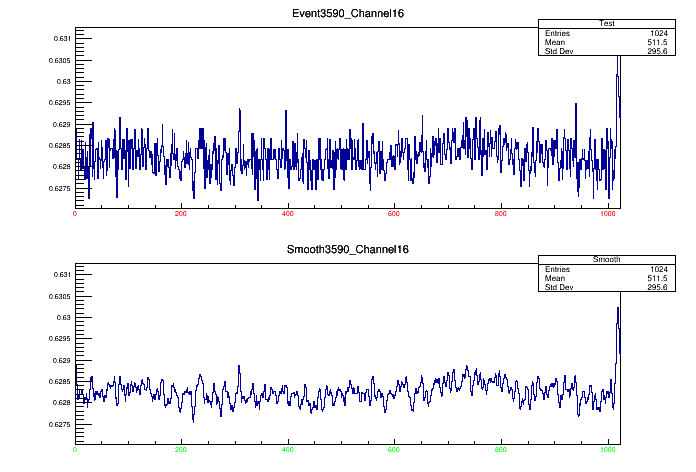 Event3590_Channel16
Test
Entries 1024
Mean 511.5
Std Dev 295.6
0.631
0.6305
0.63
0.6295
0.629
0.6285
0.628
0.6275
0 200 400 600 800 1000
Smooth3590_Channel16
Smooth
Entries 1024
Mean 511.5
Std Dev 295.6
0.631
0.6305
0.63
0.629
0.6285
0.628
0.6275
0 200 400 600 800 1000